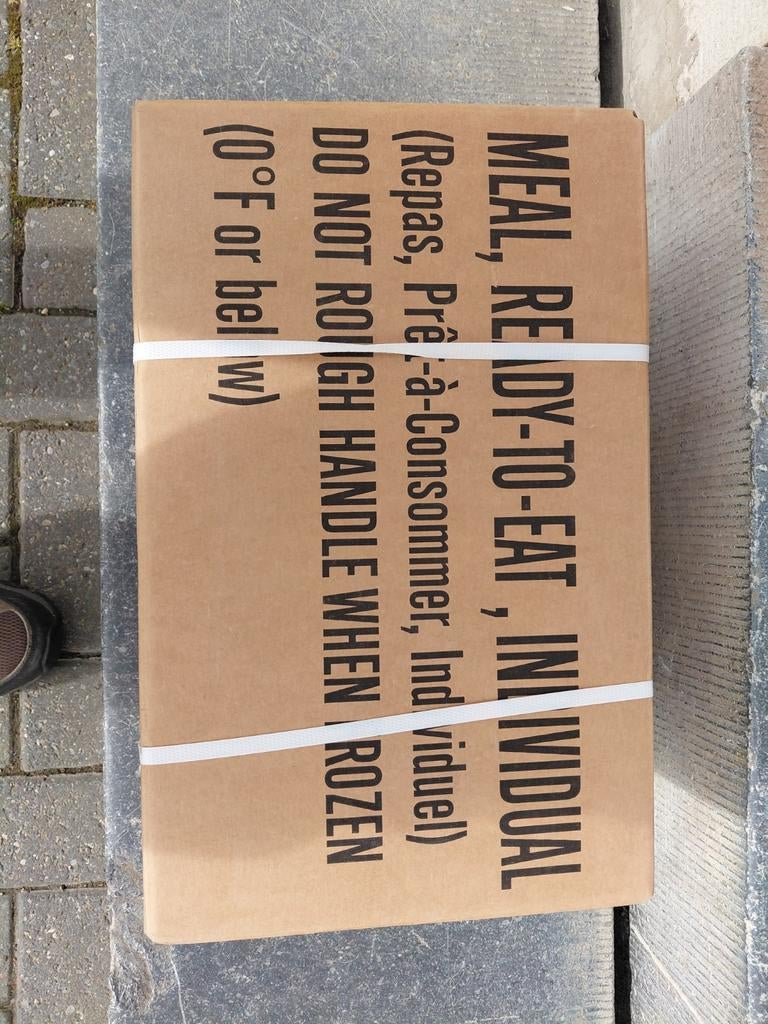 MEAL, READY-TO-EAT , INDIVIDUAL
(Repas, Prêt-à-Consommer, Individuel)
DO NOT ROUGH HANDLE WHEN FROZEN
(0°F or below)